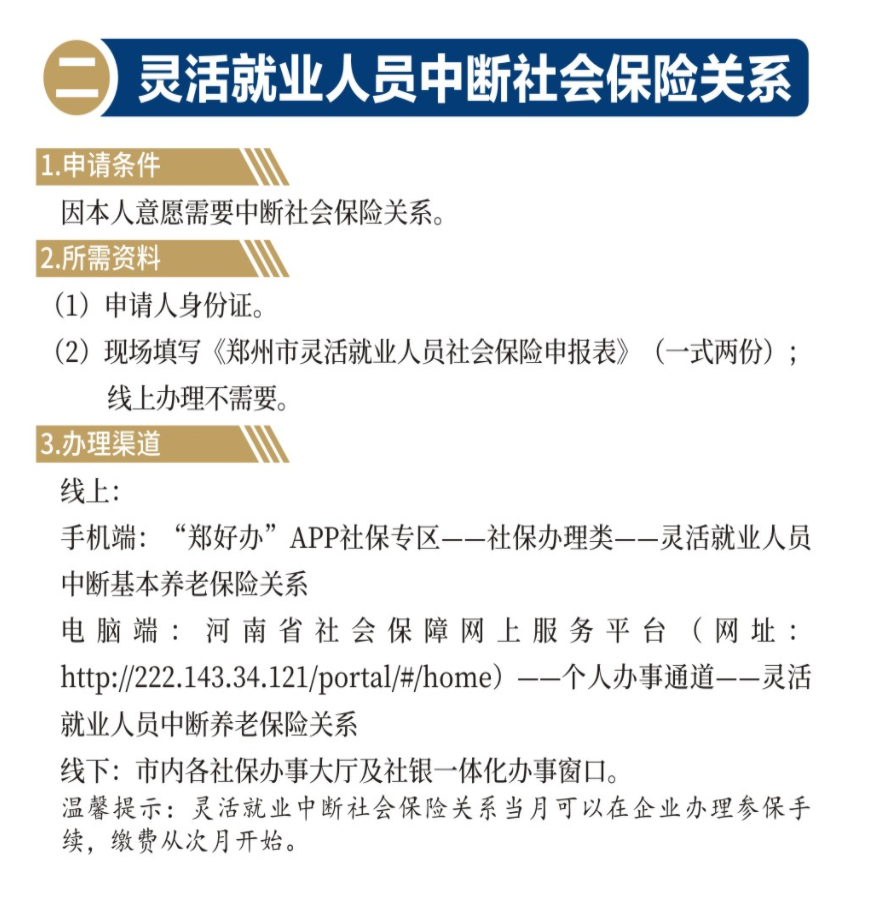 二 灵活就业人员中断社会保险关系
1.申请条件
因本人意愿需要中断社会保险关系。
2.所需资料
（1）申请人身份证。
（2）现场填写《郑州市灵活就业人员社会保险申报表》（一式两份）；
线上办理不需要。
3.办理渠道
线上：
手机端：“郑好办”APP社保专区——社保办理类——灵活就业人员
中断基本养老保险关系
电脑端：河南省社会保障网上服务平台（网址：
http://222.143.34.121/portal/#/home）——个人办事通道——灵活
就业人员中断养老保险关系
线下：市内各社保办事大厅及社银一体化办事窗口。
温馨提示：灵活就业中断社会保险关系当月可以在企业办理参保手
续，缴费从次月开始。